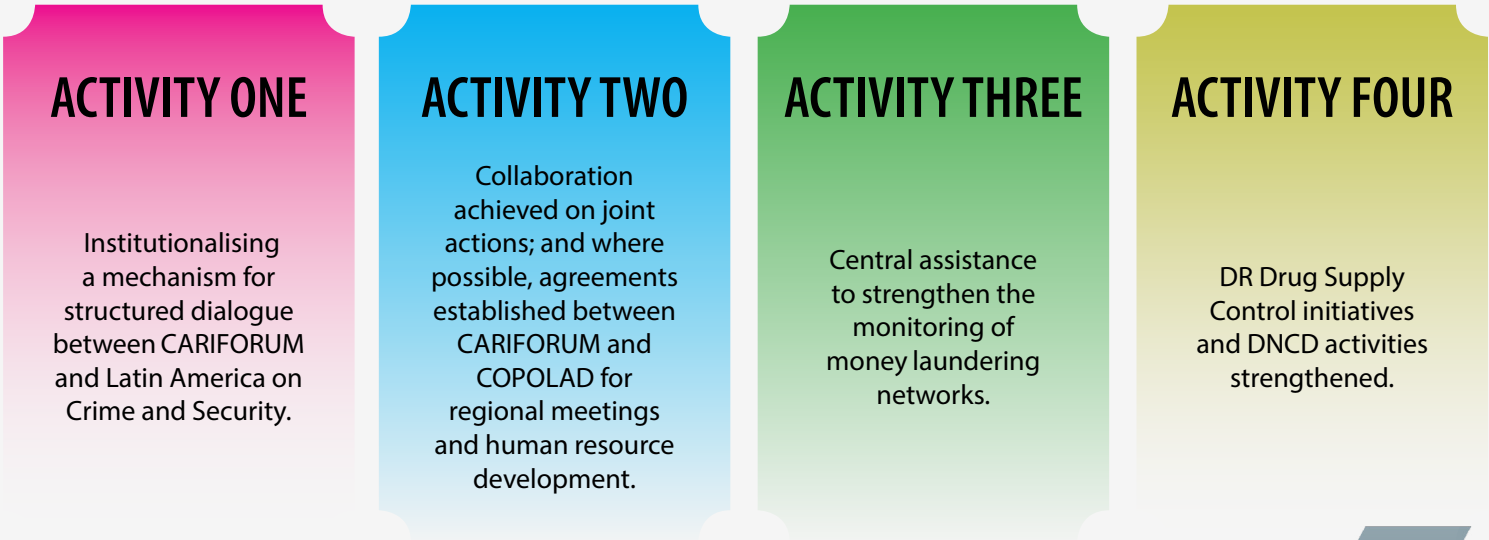 ACTIVITY ONE
Institutionalising
a mechanism for
structured dialogue
between CARIFORUM
and Latin America on
Crime and Security.
ACTIVITY TWO
Collaboration
achieved on joint
actions; and where
possible, agreements
established between
CARIFORUM and
COPOLAD for
regional meetings
and human resource
development.
ACTIVITY THREE
Central assistance
to strengthen the
monitoring of
money laundering
networks.
ACTIVITY FOUR
DR Drug Supply
Control initiatives
and DNCD activities
strengthened.